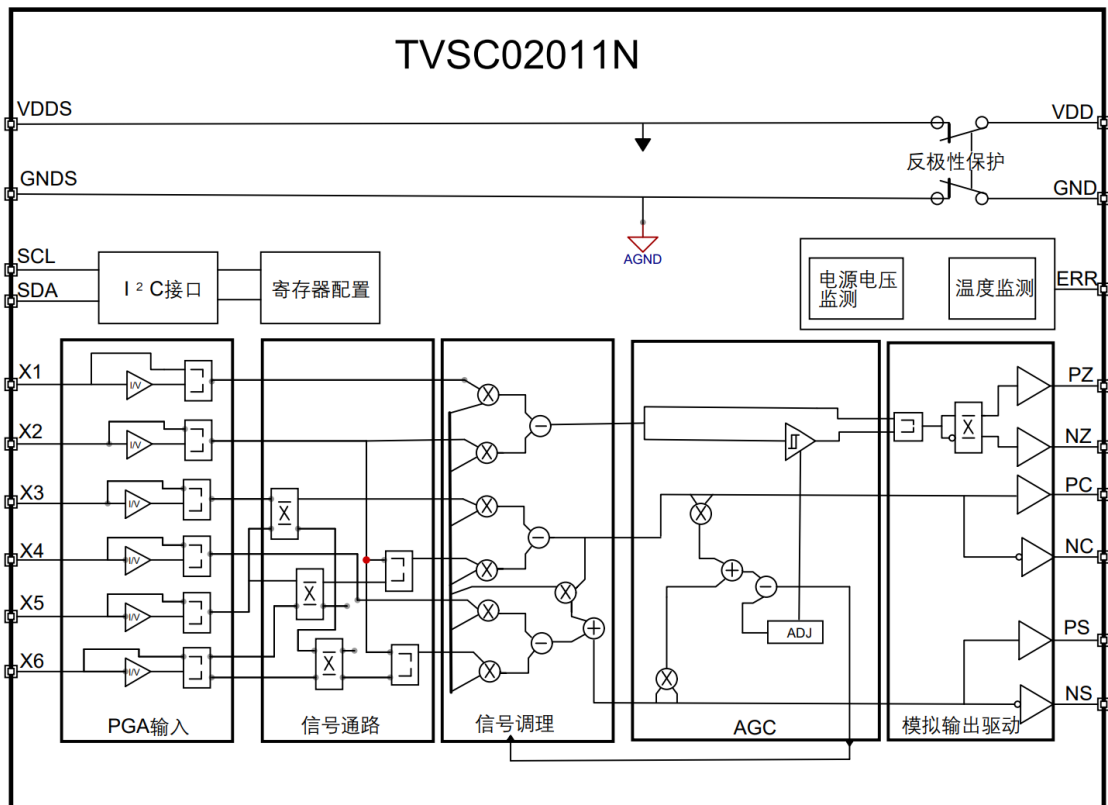 TVSC02011N
VDDS
VDD
反极性保护
GNDS
GND
AGND
SCL
SDA
I ² C接口
寄存器配置
电源电压
监测
温度监测
ERR
X1
I/V
X2
I/V
X3
I/V
X4
I/V
X5
I/V
X6
I/V
X
X
X
X
X
X
X
X
X
X
X
X
X
ADJ
X
PZ
NZ
PC
NC
PS
NS
PGA输入
信号通路
信号调理
AGC
模拟输出驱动